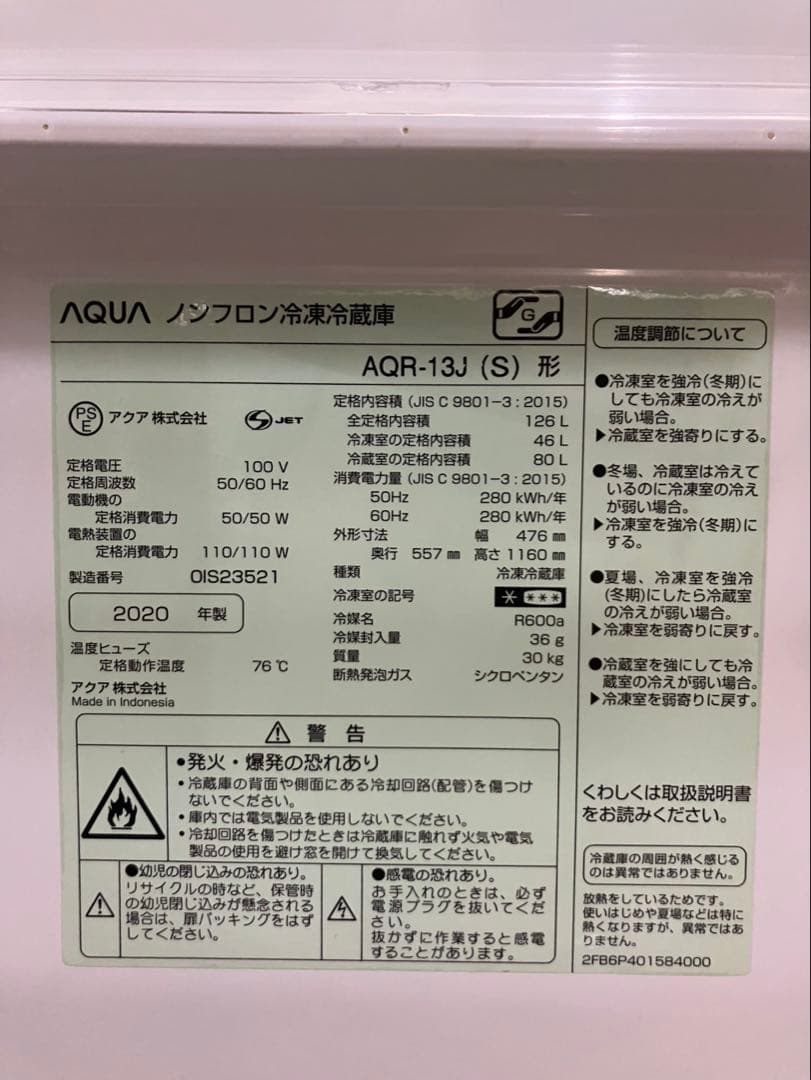 AQUA ノンフロン冷凍冷蔵庫
G
AQR-13J (S) 形
PS
E
アクア 株式会社
S JET
定格電圧 100 V
定格周波数 50/60 Hz
電動機の
定格消費電力 50/50 W
電熱装置の
定格消費電力 110/110 W
製造番号 OIS23521
2020 年製
温度ヒューズ
定格動作温度 76 ℃
アクア 株式会社
Made in Indonesia
定格内容積 (JIS C 9801-3 : 2015)
全定格内容積 126 L
冷凍室の定格内容積 46 L
冷蔵室の定格内容積 80 L
消費電力量 (JIS C 9801-3 : 2015)
50Hz 280 kWh/年
60Hz 280 kWh/年
外形寸法 幅 476 ㎜
奥行 557 ㎜ 高さ 1160 ㎜
種類 冷凍冷蔵庫
冷凍室の記号 * ***
冷媒名 R600a
冷媒封入量 36 g
質量 30 kg
断熱発泡ガス シクロペンタン
⚠ 警告
●発火・爆発の恐れあり
・冷蔵庫の背面や側面にある冷却回路(配管)を傷つけ
ないでください。
・庫内では電気製品を使用しないでください。
・冷却回路を傷つけたときは冷蔵庫に触れず火気や電気
製品の使用を避け窓を開けて換気してください。
●幼児の閉じ込みの恐れあり。
リサイクルの時など、保管時
の幼児閉じ込みが懸念される
場合は、扉パッキングをはず
してください。
●感電の恐れあり。
お手入れのときは、必ず
電源プラグを抜いてくだ
さい。
抜かずに作業すると感電
することがあります。
温度調節について
●冷凍室を強冷(冬期)に
しても冷凍室の冷えが
弱い場合。
▶冷蔵室を強寄りにする。
●冬場、冷蔵室は冷えて
いるのに冷凍室の冷え
が弱い場合。
▶冷凍室を強冷(冬期)に
する。
●夏場、冷凍室を強冷
(冬期)にしたら冷蔵室
の冷えが弱い場合。
▶冷凍室を弱寄りに戻す。
●冷蔵室を強にしても冷
蔵室の冷えが弱い場合。
▶冷凍室を弱寄りに戻す。
くわしくは取扱説明書
をお読みください。
冷蔵庫の周囲が熱く感じる
のは異常ではありません。
放熱をしているためです。
使いはじめや夏場などは特に
熱くなりますが、異常ではあ
りません。
2FB6P401584000